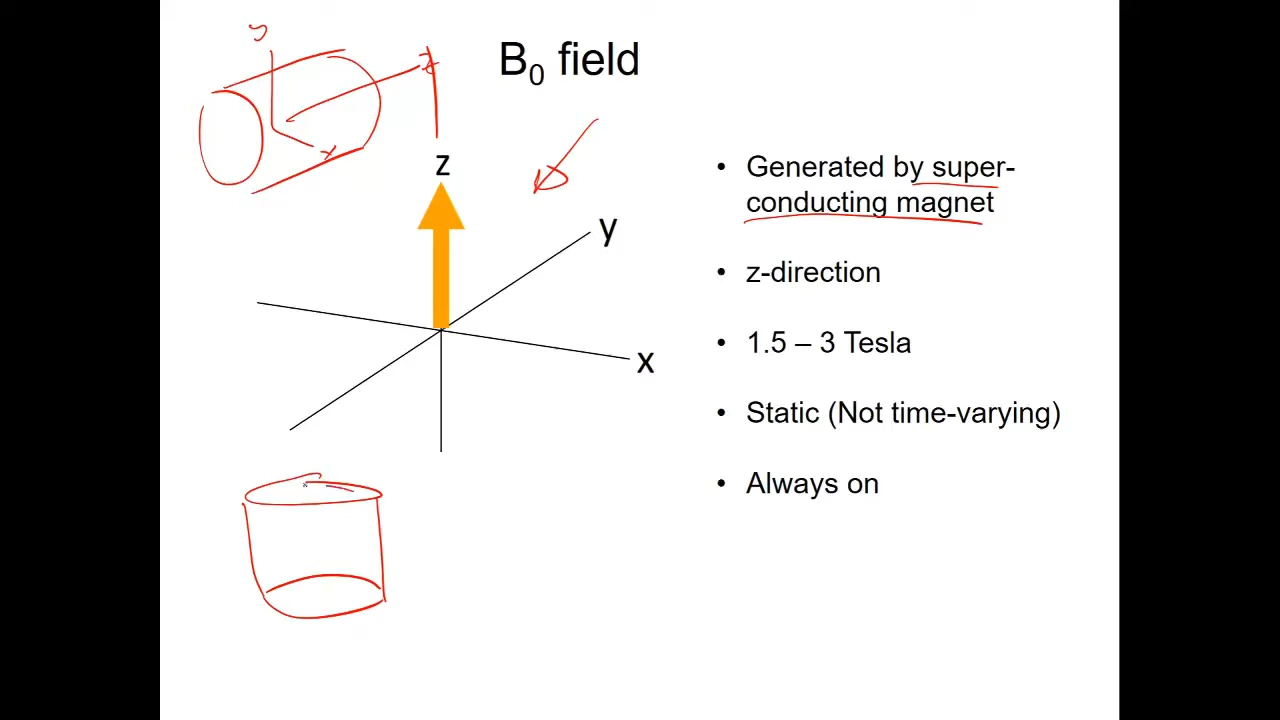 B₀ field
y
z
x
z
y
x
• Generated by super-
conducting magnet
• z-direction
• 1.5 – 3 Tesla
• Static (Not time-varying)
• Always on